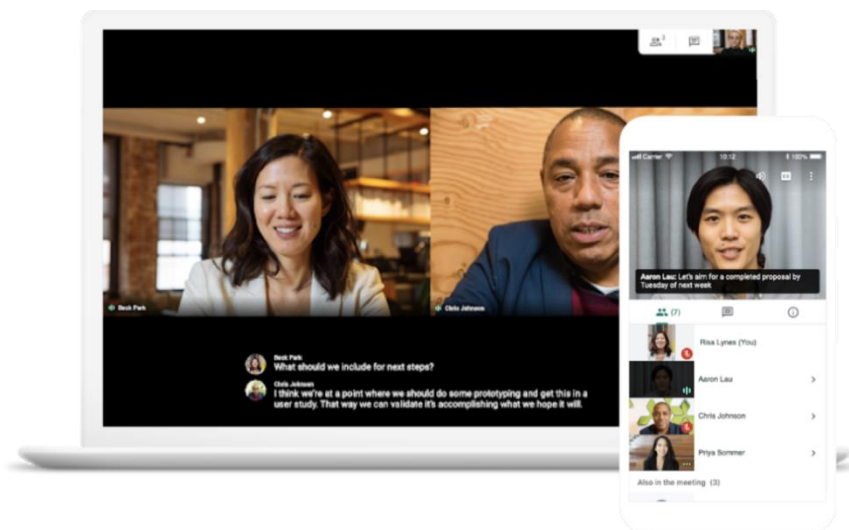 3
Beck Park
Chris Johnson
Beck Park
What should we include for next steps?
Chris Johnson
I think we're at a point where we should do some prototyping and get this in a
user study. That way we can validate it's accomplishing what we hope it will.
Carrier 10:12 100%
Aaron Lau: Let's aim for a completed proposal by
Tuesday of next week
(7)
Risa Lynes (You)
Aaron Lau
Chris Johnson
Priya Sommer
Also in the meeting (3)